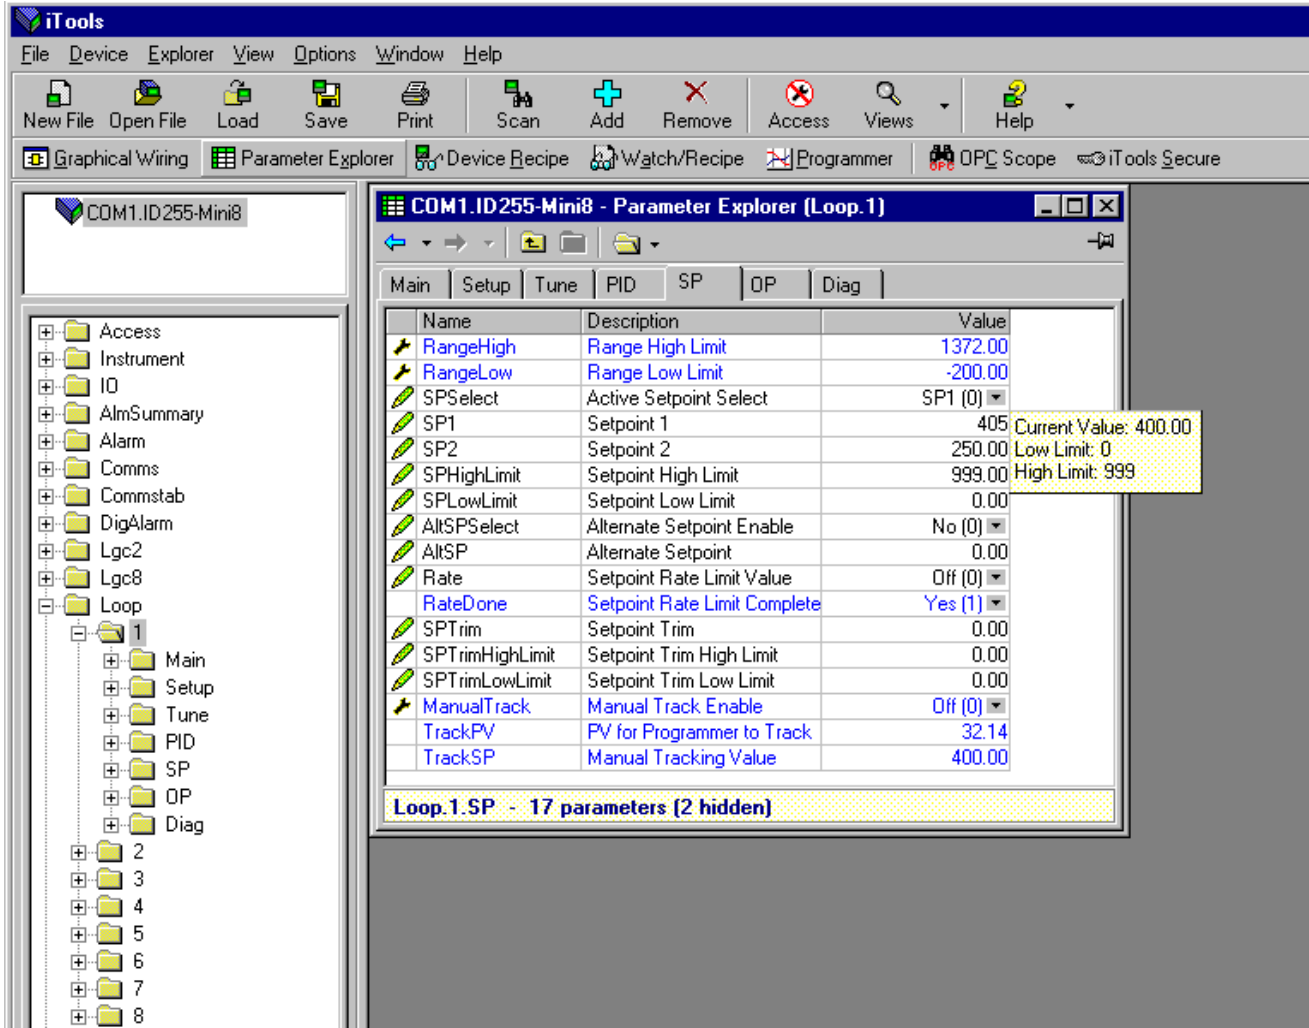 iTools
File Device Explorer View Options Window Help
New File Open File Load Save Print Scan Add Remove Access Views Help
Graphical Wiring Parameter Explorer Device Recipe Watch/Recipe Programmer OPC OPC Scope iTools Secure
COM1.ID255-Mini8
Access
Instrument
IO
AlmSummary
Alarm
Comms
Commstab
DigAlarm
Lgc2
Lgc8
Loop
1
Main
Setup
Tune
PID
SP
OP
Diag
2
3
4
5
6
7
8
COM1.ID255-Mini8 - Parameter Explorer (Loop.1)
Main Setup Tune PID SP OP Diag
Name Description Value
RangeHigh Range High Limit 1372.00
RangeLow Range Low Limit -200.00
SPSelect Active Setpoint Select SP1 (0)
SP1 Setpoint 1 405
SP2 Setpoint 2 250.00
SPHighLimit Setpoint High Limit 999.00
SPLowLimit Setpoint Low Limit 0.00
AltSPSelect Alternate Setpoint Enable No (0)
AltSP Alternate Setpoint 0.00
Rate Setpoint Rate Limit Value Off (0)
RateDone Setpoint Rate Limit Complete Yes (1)
SPTrim Setpoint Trim 0.00
SPTrimHighLimit Setpoint Trim High Limit 0.00
SPTrimLowLimit Setpoint Trim Low Limit 0.00
ManualTrack Manual Track Enable Off (0)
TrackPV PV for Programmer to Track 32.14
TrackSP Manual Tracking Value 400.00
Loop.1.SP - 17 parameters (2 hidden)
Current Value: 400.00
Low Limit: 0
High Limit: 999